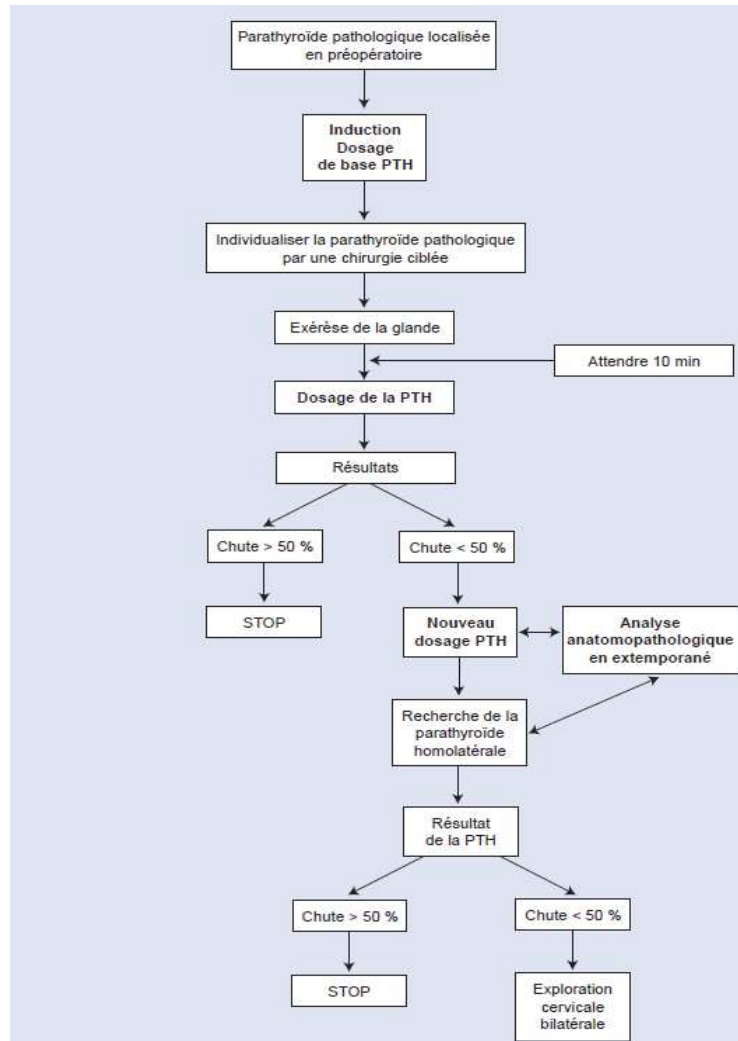 Parathyroïde pathologique localisée
en préopératoire
Induction
Dosage
de base PTH
Individualiser la parathyroïde pathologique
par une chirurgie ciblée
Exérèse de la glande
Attendre 10 min
Dosage de la PTH
Résultats
Chute > 50 %
Chute < 50 %
STOP
Nouveau
dosage PTH
Analyse
anatomopathologique
en extemporané
Recherche de la
parathyroïde
homolatérale
Résultat
de la PTH
Chute > 50 %
Chute < 50 %
STOP
Exploration
cervicale
bilatérale